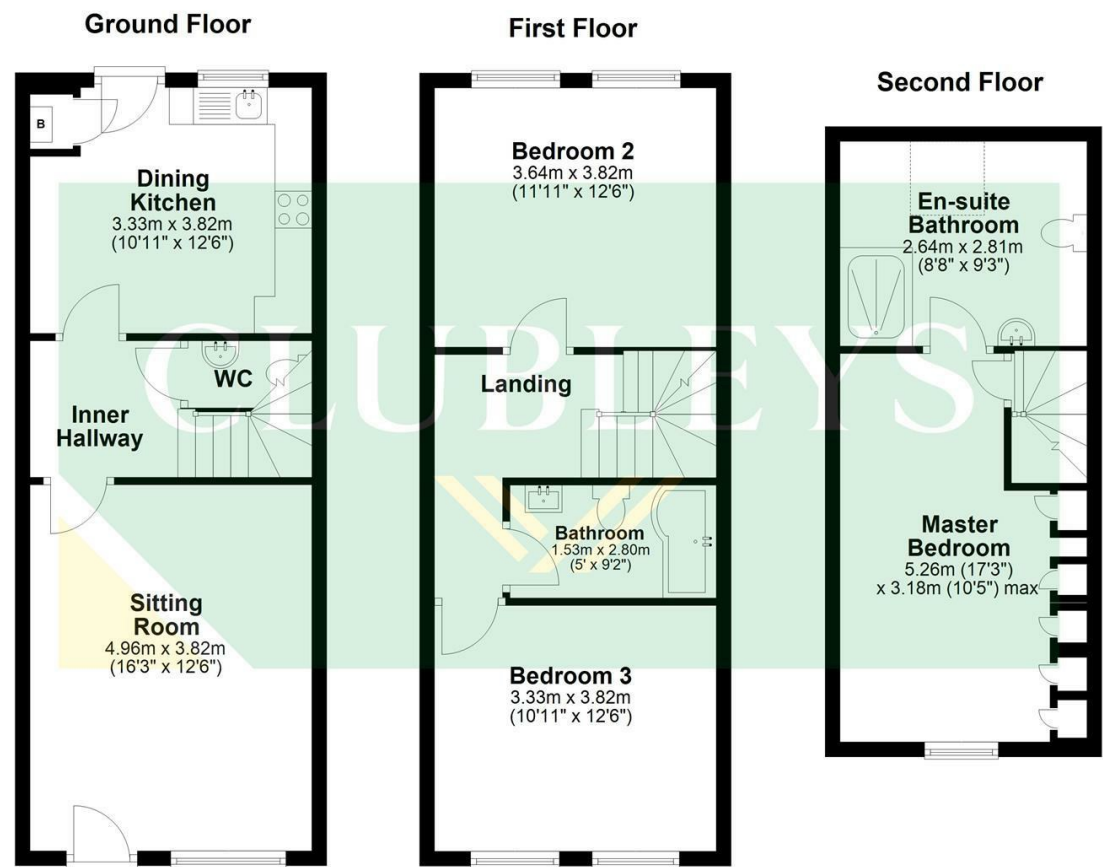 Ground Floor
B
Dining
Kitchen
3.33m x 3.82m
(10'11" x 12'6")
WC
Inner
Hallway
Sitting
Room
4.96m x 3.82m
(16'3" x 12'6")
First Floor
Bedroom 2
3.64m x 3.82m
(11'11" x 12'6")
Landing
Bathroom
1.53m x 2.80m
(5' x 9'2")
Bedroom 3
3.33m x 3.82m
(10'11" x 12'6")
Second Floor
En-suite
Bathroom
2.64m x 2.81m
(8'8" x 9'3")
Master
Bedroom
5.26m (17'3")
x 3.18m (10'5") max
CLUBLEYS